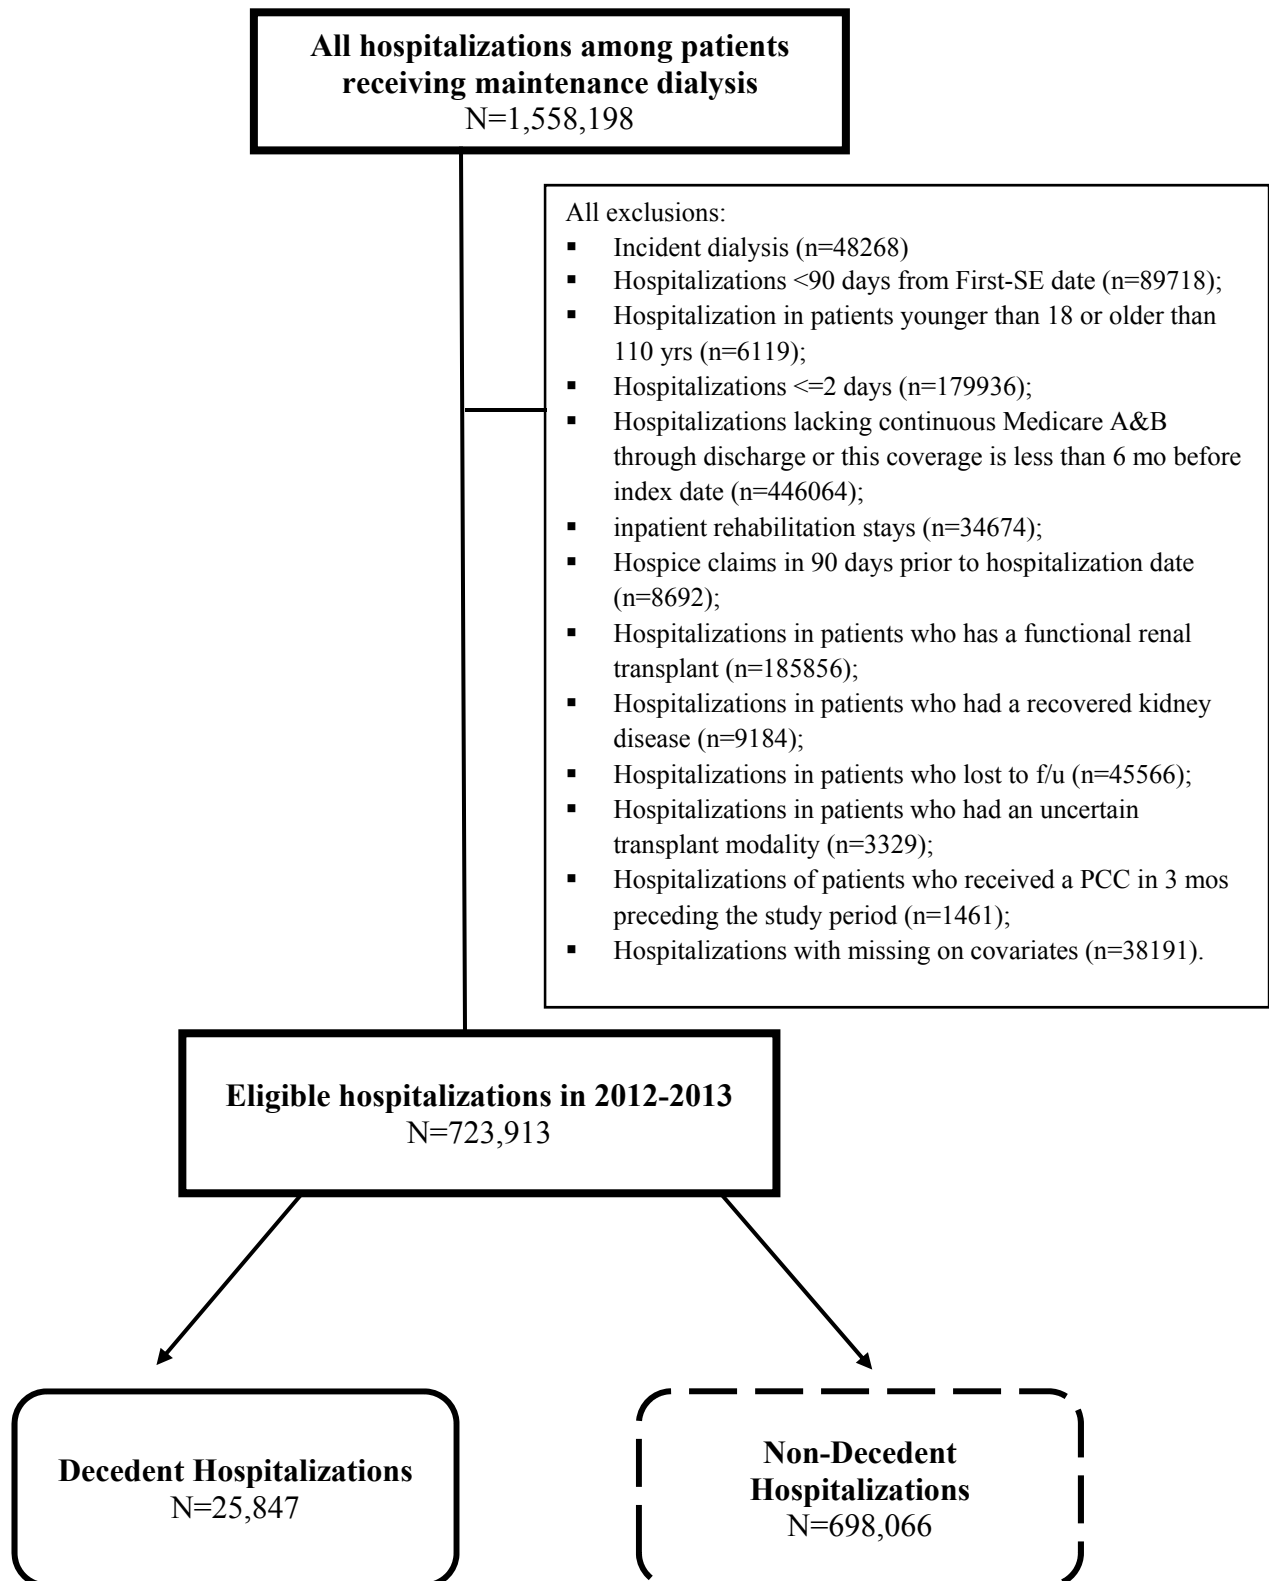 All hospitalizations among patients
receiving maintenance dialysis
N=1,558,198
All exclusions:
▪ Incident dialysis (n=48268)
▪ Hospitalizations <90 days from First-SE date (n=89718);
▪ Hospitalization in patients younger than 18 or older than
110 yrs (n=6119);
▪ Hospitalizations <=2 days (n=179936);
▪ Hospitalizations lacking continuous Medicare A&B
through discharge or this coverage is less than 6 mo before
index date (n=446064);
▪ inpatient rehabilitation stays (n=34674);
▪ Hospice claims in 90 days prior to hospitalization date
(n=8692);
▪ Hospitalizations in patients who has a functional renal
transplant (n=185856);
▪ Hospitalizations in patients who had a recovered kidney
disease (n=9184);
▪ Hospitalizations in patients who lost to f/u (n=45566);
▪ Hospitalizations in patients who had an uncertain
transplant modality (n=3329);
▪ Hospitalizations of patients who received a PCC in 3 mos
preceding the study period (n=1461);
▪ Hospitalizations with missing on covariates (n=38191).
Eligible hospitalizations in 2012-2013
N=723,913
Decedent Hospitalizations
N=25,847
Non-Decedent
Hospitalizations
N=698,066